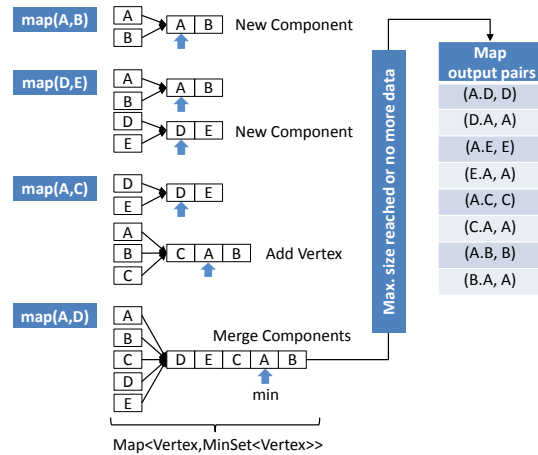 map(A,B)
A
B
A B
New Component
map(D,E)
A
B
A B
D
E
D E
New Component
map(A,C)
D
E
D E
A
B
C
C A B
Add Vertex
map(A,D)
A
B
C
D
E
Merge Components
D E C A B
min
Map<Vertex,MinSet<Vertex>>
Max. size reached or no more data
Map
output pairs
(A.D, D)
(D.A, A)
(A.E, E)
(E.A, A)
(A.C, C)
(C.A, A)
(A.B, B)
(B.A, A)